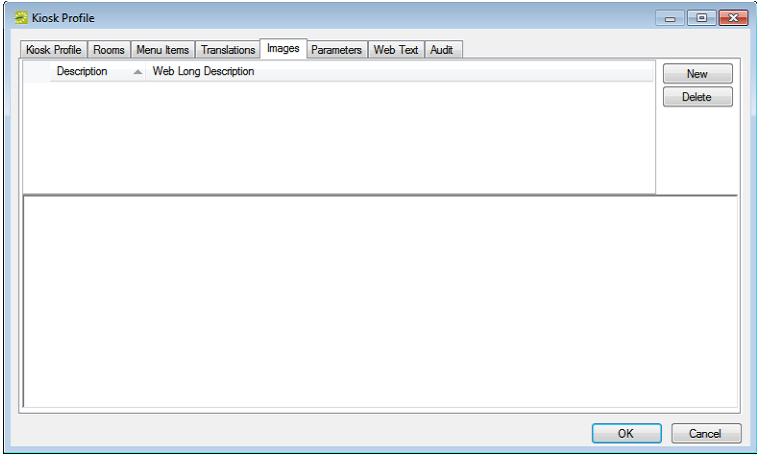 Kiosk Profile
Kiosk Profile Rooms Menu Items Translations Images Parameters Web Text Audit
Description Web Long Description
New
Delete
OK Cancel